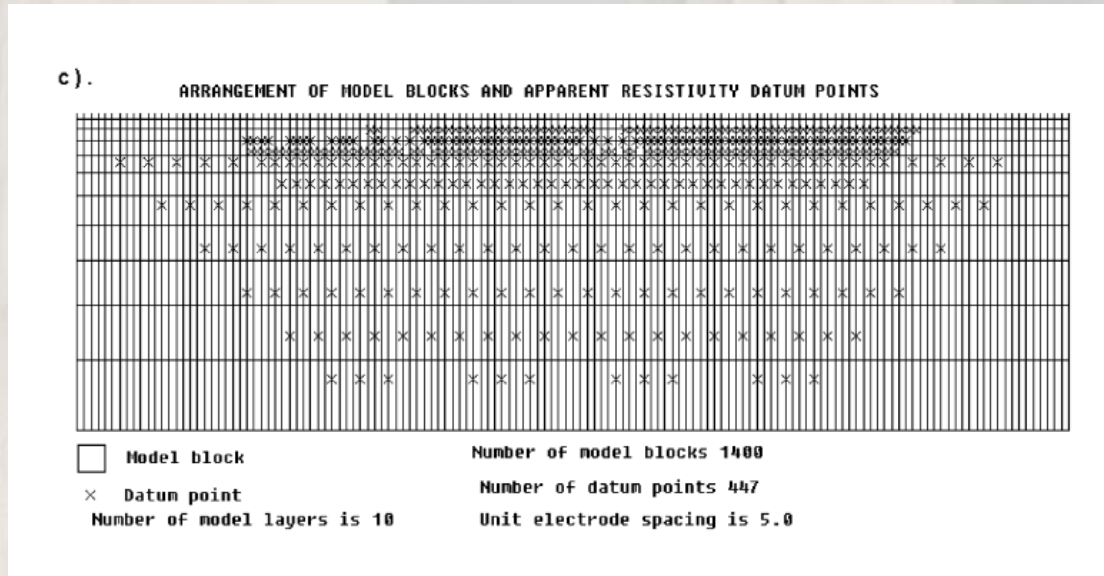 c).
ARRANGEMENT OF MODEL BLOCKS AND APPARENT RESISTIVITY DATUM POINTS
Model block
Number of model blocks 1400
Datum point
Number of datum points 447
Number of model layers is 10
Unit electrode spacing is 5.0